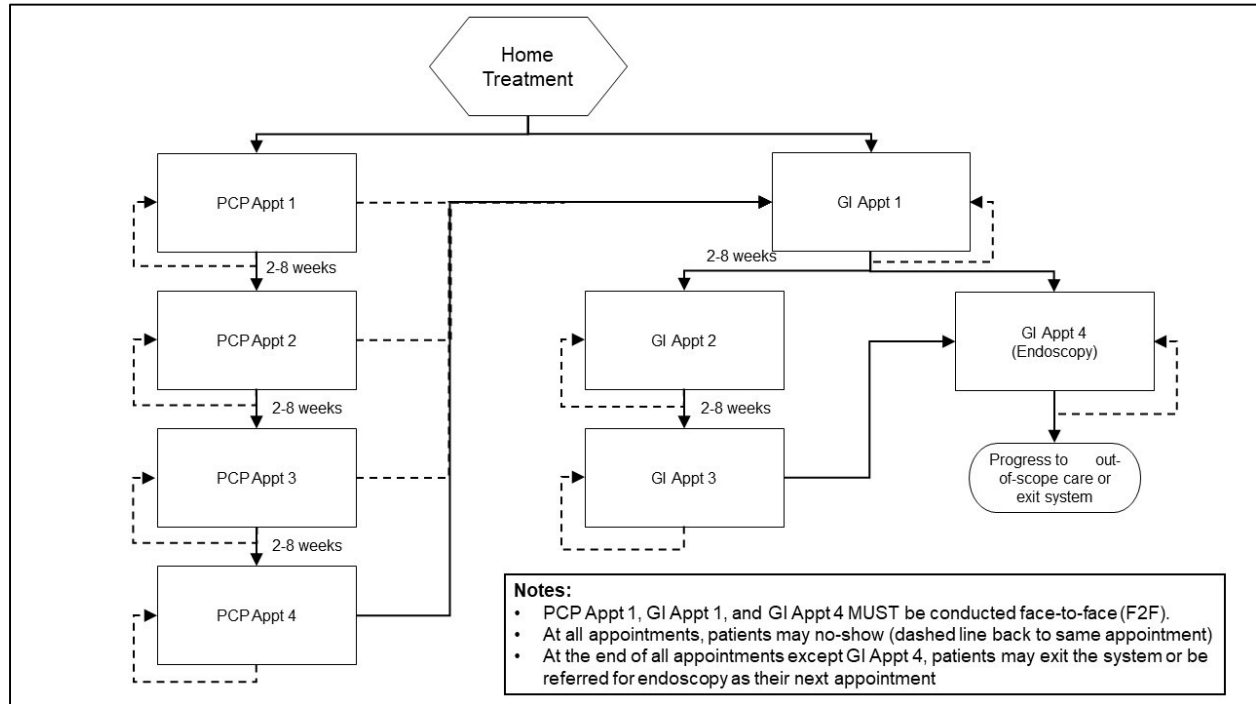 Home
Treatment
PCP Appt 1
GI Appt 1
2-8 weeks
2-8 weeks
PCP Appt 2
GI Appt 2
GI Appt 4
(Endoscopy)
2-8 weeks
2-8 weeks
PCP Appt 3
GI Appt 3
Progress to out-
of-scope care or
exit system
2-8 weeks
PCP Appt 4
Notes:
• PCP Appt 1, GI Appt 1, and GI Appt 4 MUST be conducted face-to-face (F2F).
• At all appointments, patients may no-show (dashed line back to same appointment)
• At the end of all appointments except GI Appt 4, patients may exit the system or be
referred for endoscopy as their next appointment